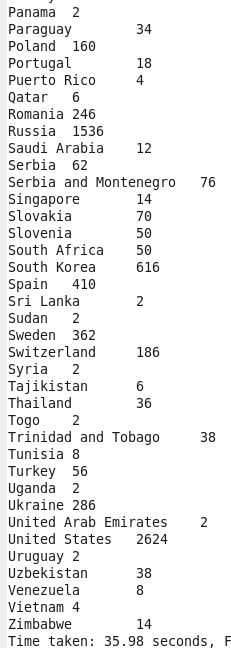 Panama	2
Paraguay	34
Poland	160
Portugal	18
Puerto Rico	4
Qatar	6
Romania	246
Russia	1536
Saudi Arabia	12
Serbia	62
Serbia and Montenegro	76
Singapore	14
Slovakia	70
Slovenia	50
South Africa	50
South Korea	616
Spain	410
Sri Lanka	2
Sudan	2
Sweden	362
Switzerland	186
Syria	2
Tajikistan	6
Thailand	36
Togo	2
Trinidad and Tobago	38
Tunisia	8
Turkey	56
Uganda	2
Ukraine	286
United Arab Emirates	2
United States	2624
Uruguay	2
Uzbekistan	38
Venezuela	8
Vietnam	4
Zimbabwe	14
Time taken: 35.98 seconds, F